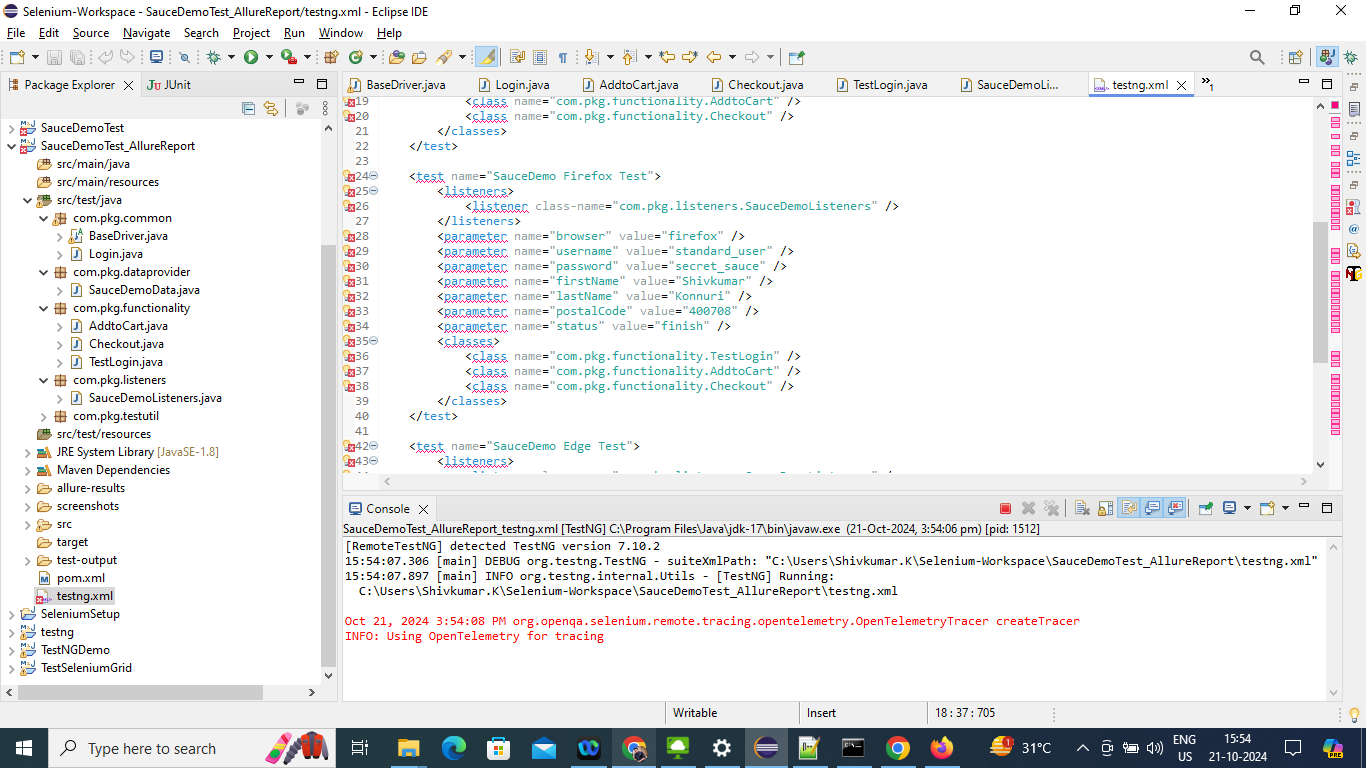 Selenium-Workspace - SauceDemoTest_AllureReport/testng.xml - Eclipse IDE
File Edit Source Navigate Search Project Run Window Help
Package Explorer JUnit
BaseDriver.java Login.java AddtoCart.java Checkout.java TestLogin.java SauceDemoLi... testng.xml »1
SauceDemoTest
SauceDemoTest_AllureReport
src/main/java
src/main/resources
src/test/java
com.pkg.common
BaseDriver.java
Login.java
com.pkg.dataprovider
SauceDemoData.java
com.pkg.functionality
AddtoCart.java
Checkout.java
TestLogin.java
com.pkg.listeners
SauceDemoListeners.java
com.pkg.testutil
src/test/resources
JRE System Library [JavaSE-1.8]
Maven Dependencies
allure-results
screenshots
src
target
test-output
pom.xml
testng.xml
SeleniumSetup
testng
TestNGDemo
TestSeleniumGrid
19 <class name="com.pkg.functionality.AddtoCart" />
20 <class name="com.pkg.functionality.Checkout" />
21 </classes>
22 </test>
23
24 <test name="SauceDemo Firefox Test">
25 <listeners>
26 <listener class-name="com.pkg.listeners.SauceDemoListeners" />
27 </listeners>
28 <parameter name="browser" value="firefox" />
29 <parameter name="username" value="standard_user" />
30 <parameter name="password" value="secret_sauce" />
31 <parameter name="firstName" value="Shivkumar" />
32 <parameter name="lastName" value="Konnuri" />
33 <parameter name="postalCode" value="400708" />
34 <parameter name="status" value="finish" />
35 <classes>
36 <class name="com.pkg.functionality.TestLogin" />
37 <class name="com.pkg.functionality.AddtoCart" />
38 <class name="com.pkg.functionality.Checkout" />
39 </classes>
40 </test>
41
42 <test name="SauceDemo Edge Test">
43 <listeners>
Console
SauceDemoTest_AllureReport_testng.xml [TestNG] C:\Program Files\Java\jdk-17\bin\javaw.exe (21-Oct-2024, 3:54:06 pm) [pid: 1512]
[RemoteTestNG] detected TestNG version 7.10.2
15:54:07.306 [main] DEBUG org.testng.TestNG - suiteXmlPath: "C:\Users\Shivkumar.K\Selenium-Workspace\SauceDemoTest_AllureReport\testng.xml"
15:54:07.897 [main] INFO org.testng.internal.Utils - [TestNG] Running:
C:\Users\Shivkumar.K\Selenium-Workspace\SauceDemoTest_AllureReport\testng.xml
Oct 21, 2024 3:54:08 PM org.openqa.selenium.remote.tracing.opentelemetry.OpenTelemetryTracer createTracer
INFO: Using OpenTelemetry for tracing
Writable Insert 18 : 37 : 705
Type here to search
31°C
ENG
US
15:54
21-10-2024